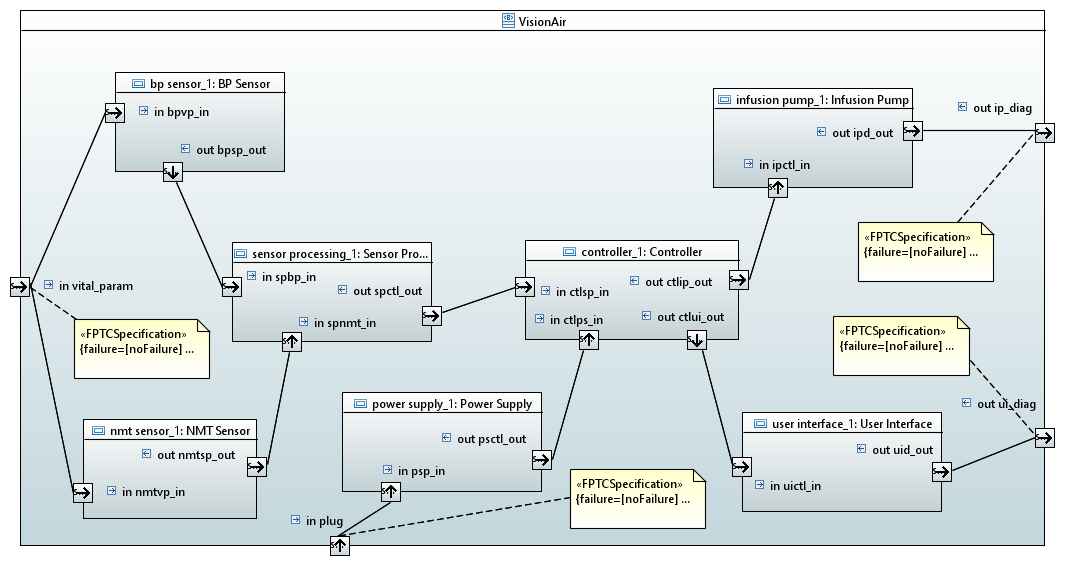 VisionAir
bp sensor_1: BP Sensor
in bpvp_in
out bpsp_out
infusion pump_1: Infusion Pump
out ipd_out
in ipctl_in
out ip_diag
«FPTCSpecification»
{failure=[noFailure] ...
sensor processing_1: Sensor Pro...
in spbp_in
out spctl_out
in spnmt_in
controller_1: Controller
out ctlip_out
in ctlsp_in
in ctlps_in
out ctlui_out
in vital_param
«FPTCSpecification»
{failure=[noFailure] ...
«FPTCSpecification»
{failure=[noFailure] ...
nmt sensor_1: NMT Sensor
out nmtsp_out
in nmtvp_in
power supply_1: Power Supply
out psctl_out
in psp_in
out ui_diag
user interface_1: User Interface
out uid_out
in uictl_in
«FPTCSpecification»
{failure=[noFailure] ...
in plug